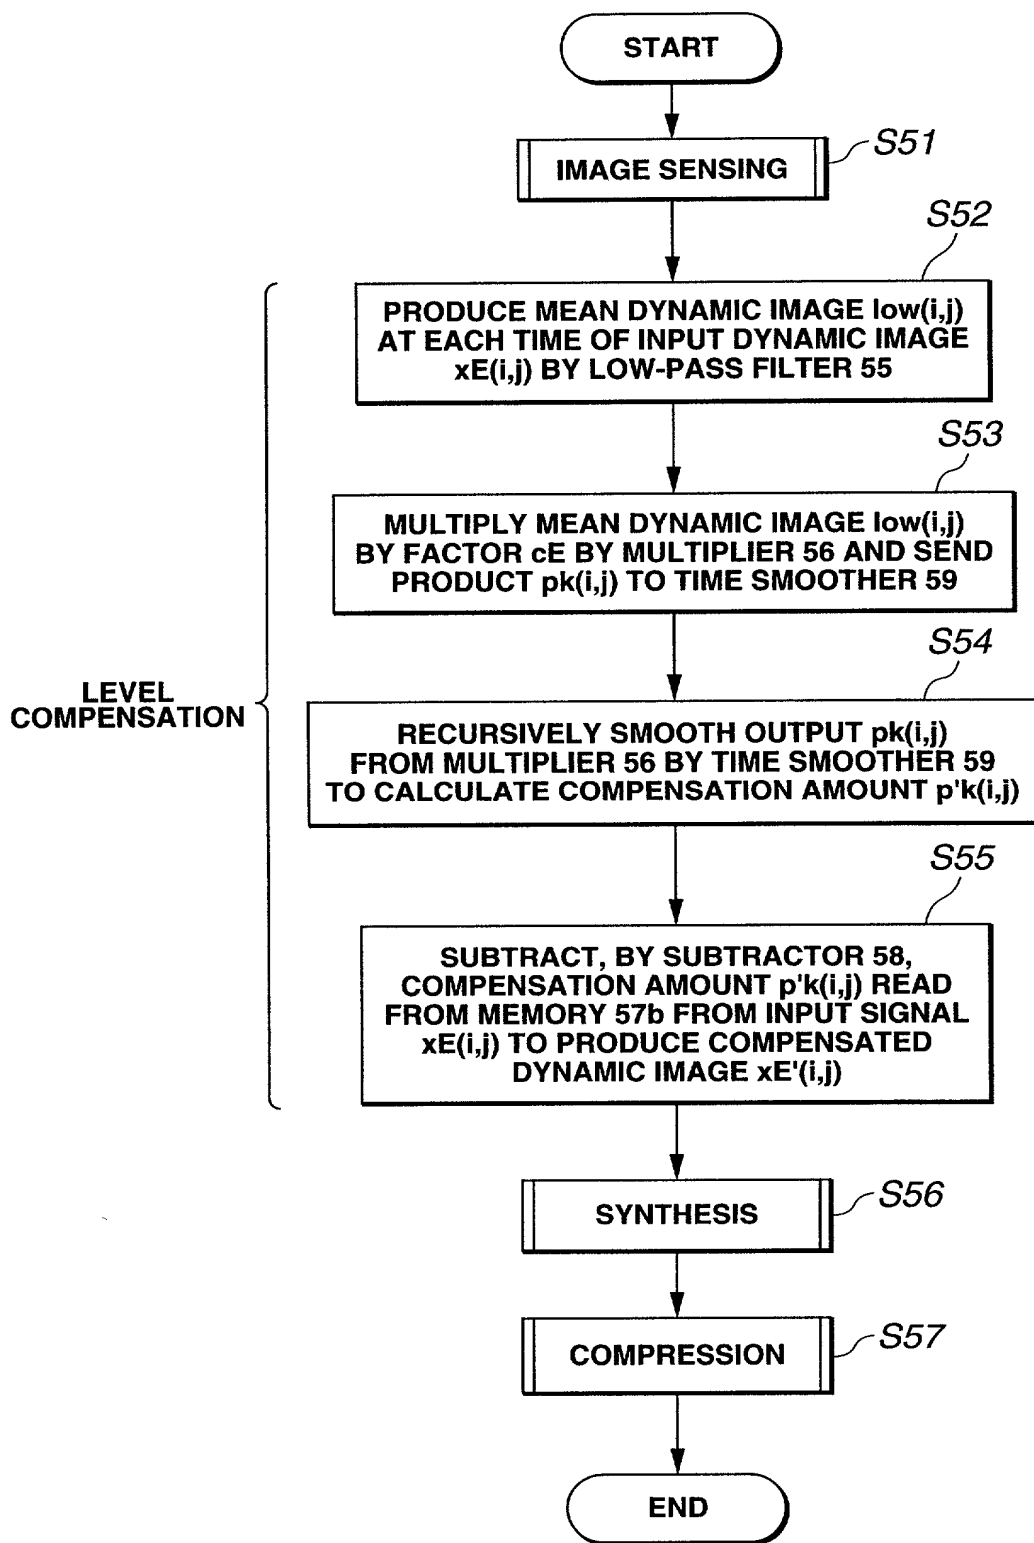 START
IMAGE SENSING
S51
S52
PRODUCE MEAN DYNAMIC IMAGE low(i,j)
AT EACH TIME OF INPUT DYNAMIC IMAGE
xE(i,j) BY LOW-PASS FILTER 55
S53
MULTIPLY MEAN DYNAMIC IMAGE low(i,j)
BY FACTOR cE BY MULTIPLIER 56 AND SEND
PRODUCT pk(i,j) TO TIME SMOOTHER 59
S54
LEVEL
COMPENSATION
RECURSIVELY SMOOTH OUTPUT pk(i,j)
FROM MULTIPLIER 56 BY TIME SMOOTHER 59
TO CALCULATE COMPENSATION AMOUNT p'k(i,j)
S55
SUBTRACT, BY SUBTRACTOR 58,
COMPENSATION AMOUNT p'k(i,j) READ
FROM MEMORY 57b FROM INPUT SIGNAL
xE(i,j) TO PRODUCE COMPENSATED
DYNAMIC IMAGE xE'(i,j)
SYNTHESIS
S56
COMPRESSION
S57
END